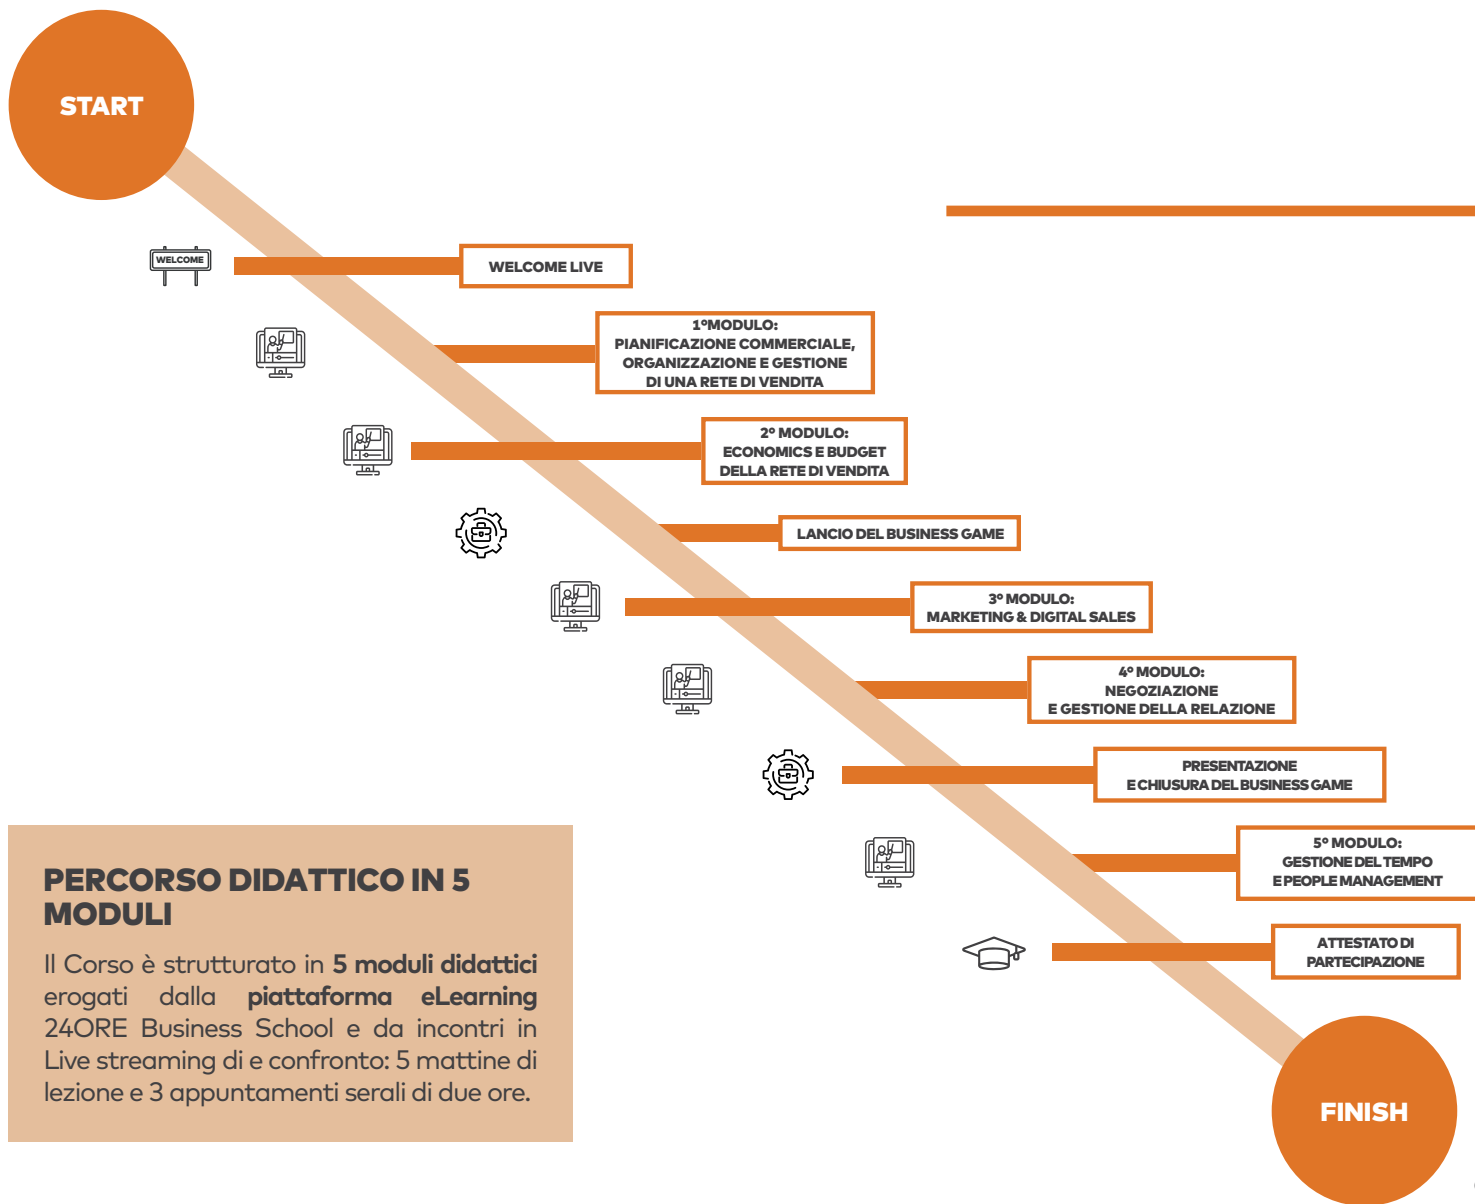 START
WELCOME
WELCOME LIVE
1°MODULO:
PIANIFICAZIONE COMMERCIALE,
ORGANIZZAZIONE E GESTIONE
DI UNA RETE DI VENDITA
2° MODULO:
ECONOMICS E BUDGET
DELLA RETE DI VENDITA
LANCIO DEL BUSINESS GAME
3° MODULO:
MARKETING & DIGITAL SALES
4° MODULO:
NEGOZIAZIONE
E GESTIONE DELLA RELAZIONE
PRESENTAZIONE
E CHIUSURA DEL BUSINESS GAME
5° MODULO:
GESTIONE DEL TEMPO
E PEOPLE MANAGEMENT
ATTESTATO DI
PARTECIPAZIONE
FINISH
PERCORSO DIDATTICO IN 5
MODULI
Il Corso è strutturato in 5 moduli didattici
erogati dalla piattaforma eLearning
24ORE Business School e da incontri in
Live streaming di e confronto: 5 mattine di
lezione e 3 appuntamenti serali di due ore.